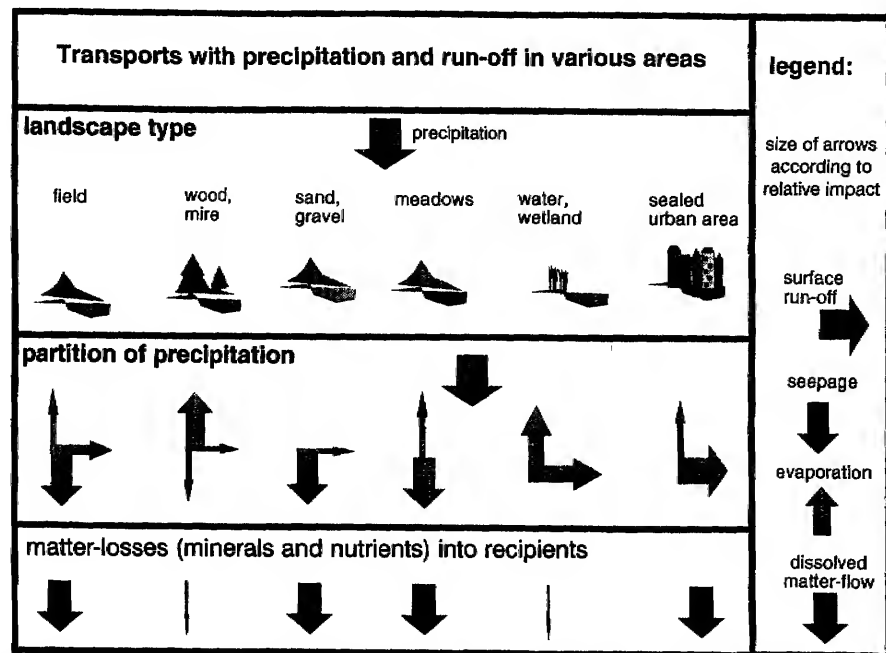 Transports with precipitation and run-off in various areas
landscape type
precipitation
field
wood,
mire
sand,
gravel
meadows
water,
wetland
sealed
urban area
partition of precipitation
matter-losses (minerals and nutrients) into recipients
legend:
size of arrows
according to
relative impact
surface
run-off
seepage
evaporation
dissolved
matter-flow